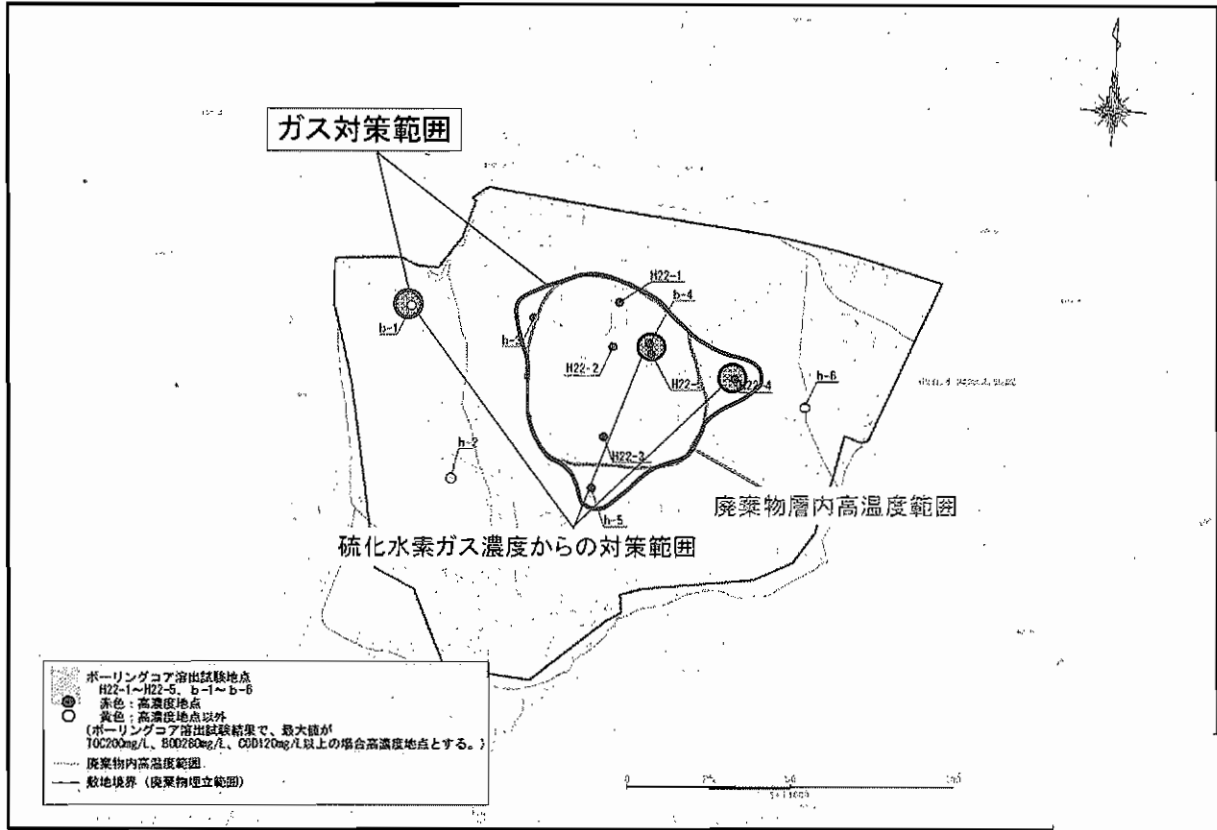 ガス対策範囲
H22-1
b-4
b-1
H22-2
H22-4
h-6
h-2
H22-3
h-5
廃棄物層内高温度範囲
硫化水素ガス濃度からの対策範囲
ボーリングコア溶出試験地点
H22-1~H22-5、b-1~b-6
赤色：高濃度地点
黄色：高濃度地点以外
(ボーリングコア溶出試験結果で、最大値が
TOC200mg/L、BOD260mg/L、COD120mg/L以上の場合高濃度地点とする。)
廃棄物内高温度範囲
敷地境界（廃棄物埋立範囲）
0
50
100